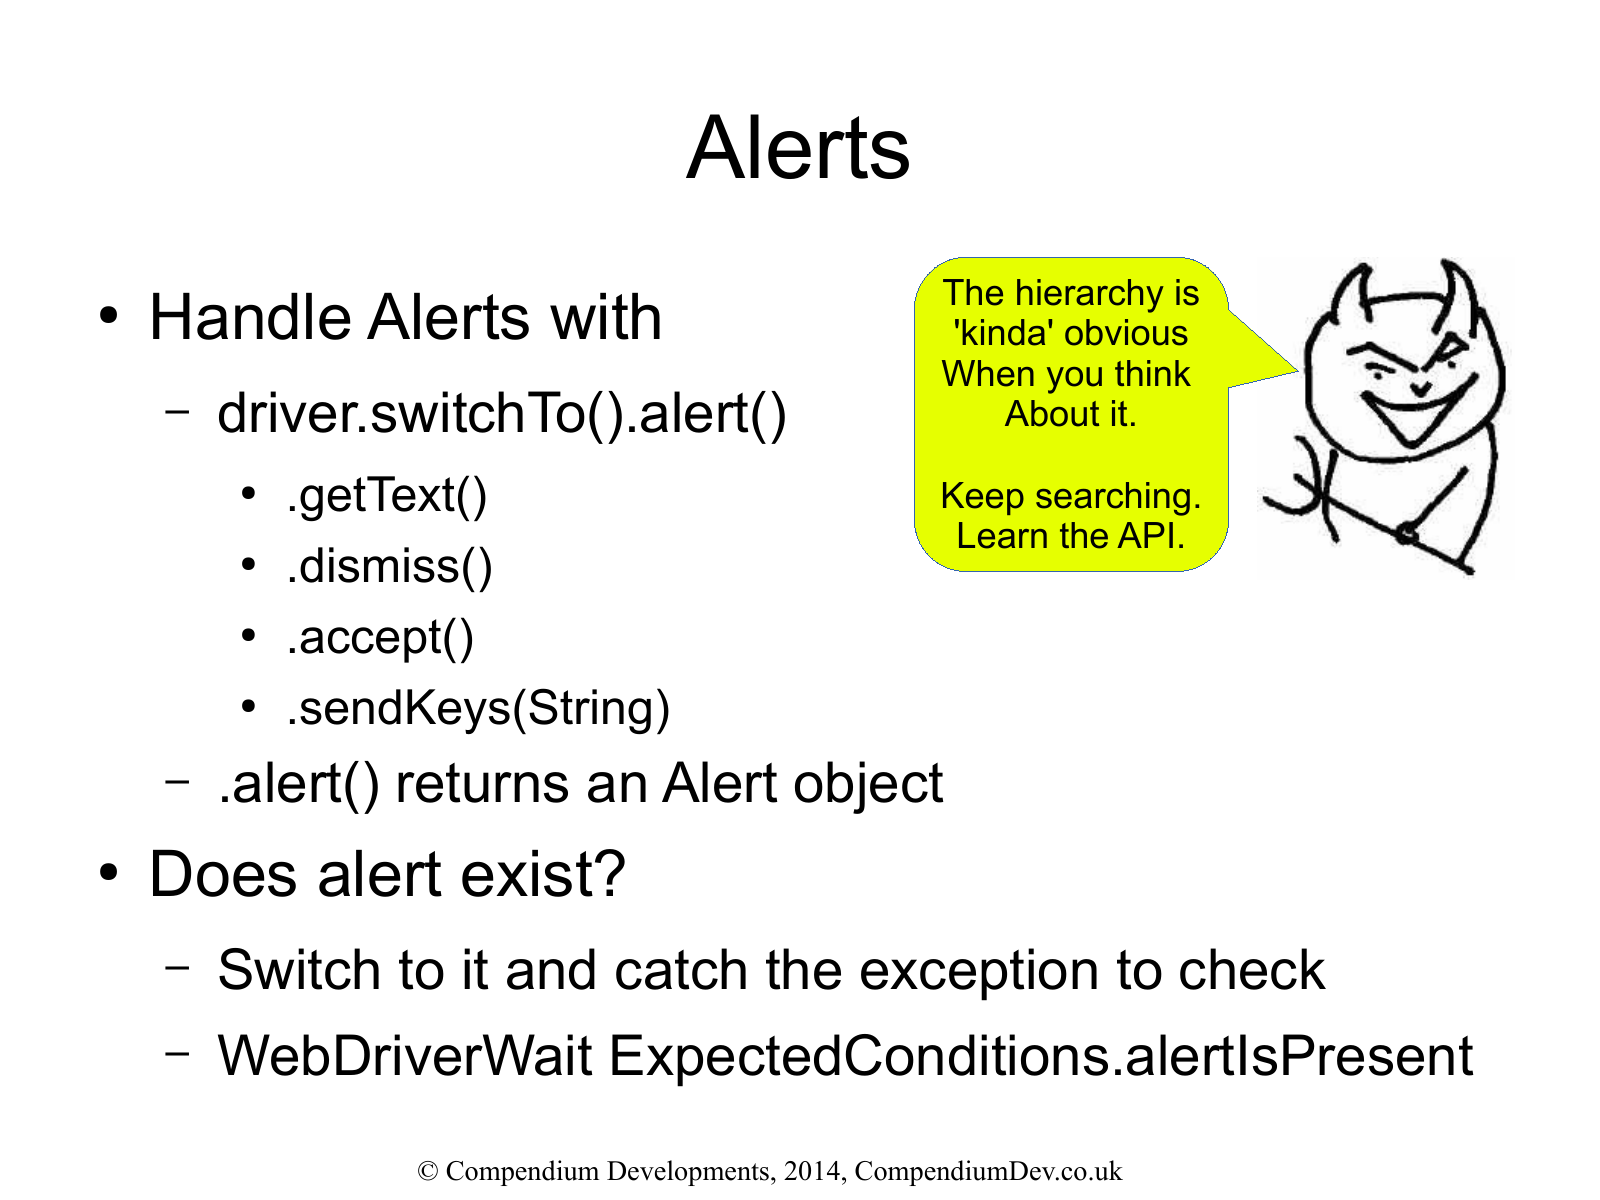 Alerts
• Handle Alerts with
– driver.switchTo().alert()
• .getText()
• .dismiss()
• .accept()
• .sendKeys(String)
– .alert() returns an Alert object
• Does alert exist?
– Switch to it and catch the exception to check
– WebDriverWait ExpectedConditions.alertIsPresent
The hierarchy is
'kinda' obvious
When you think
About it.
Keep searching.
Learn the API.
© Compendium Developments, 2014, CompendiumDev.co.uk